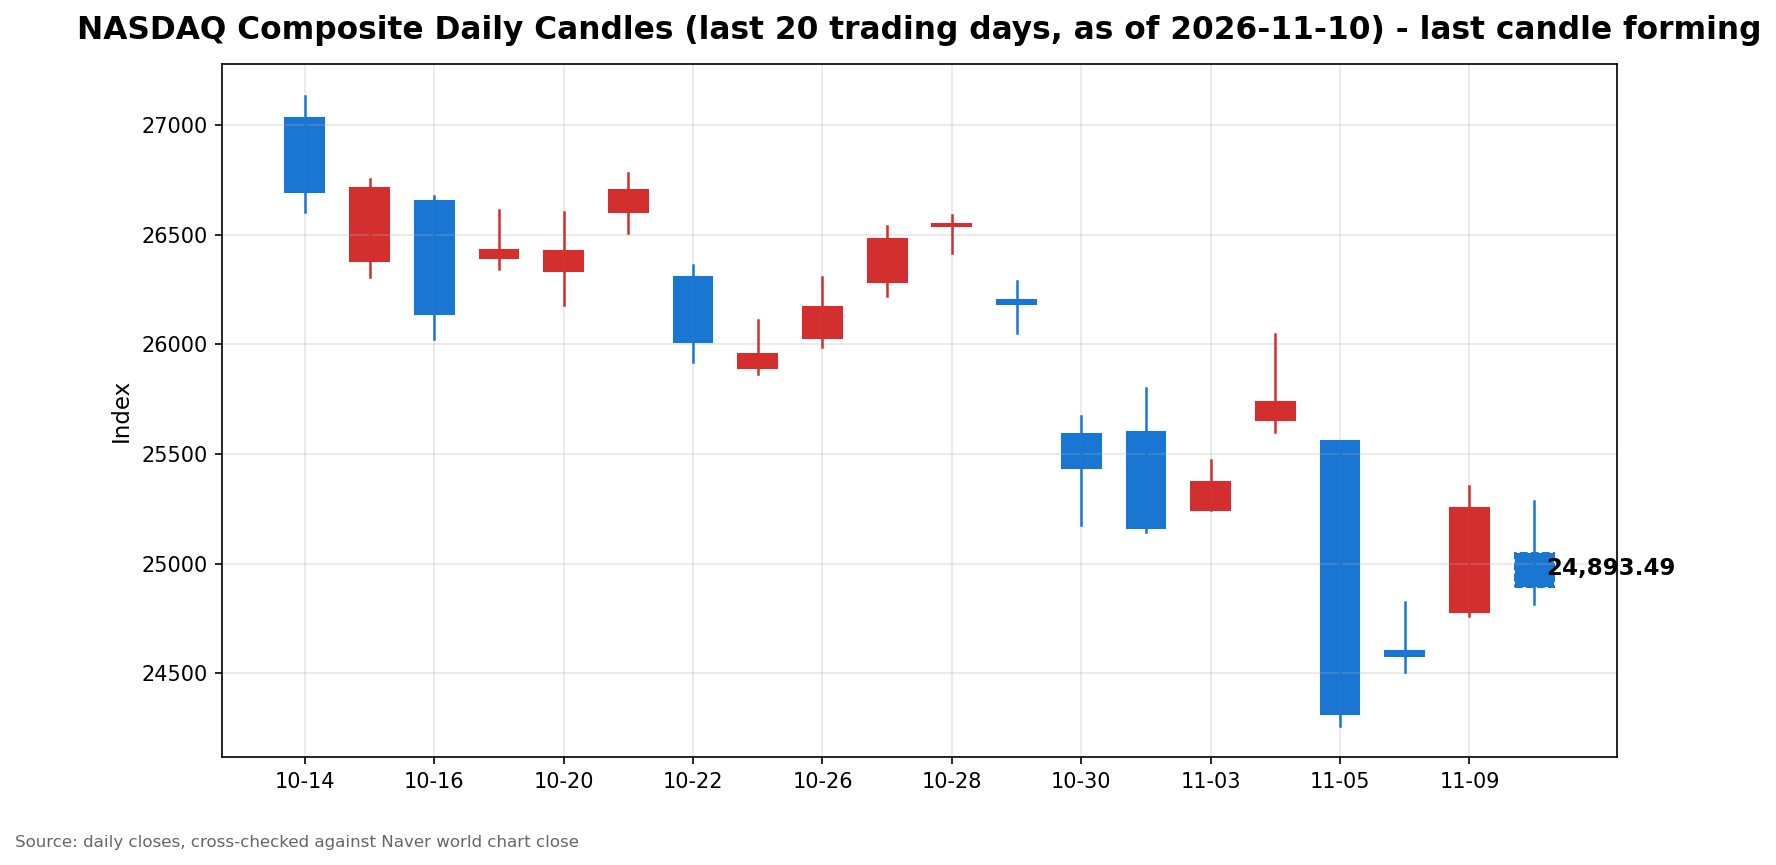 NASDAQ Composite Daily Candles (last 20 trading days, as of 2026-11-10) - last candle forming
27000
26500
26000
25500
25000
24500
Index
24,893.49
10-14 10-16 10-20 10-22 10-26 10-28 10-30 11-03 11-05 11-09
Source: daily closes, cross-checked against Naver world chart close